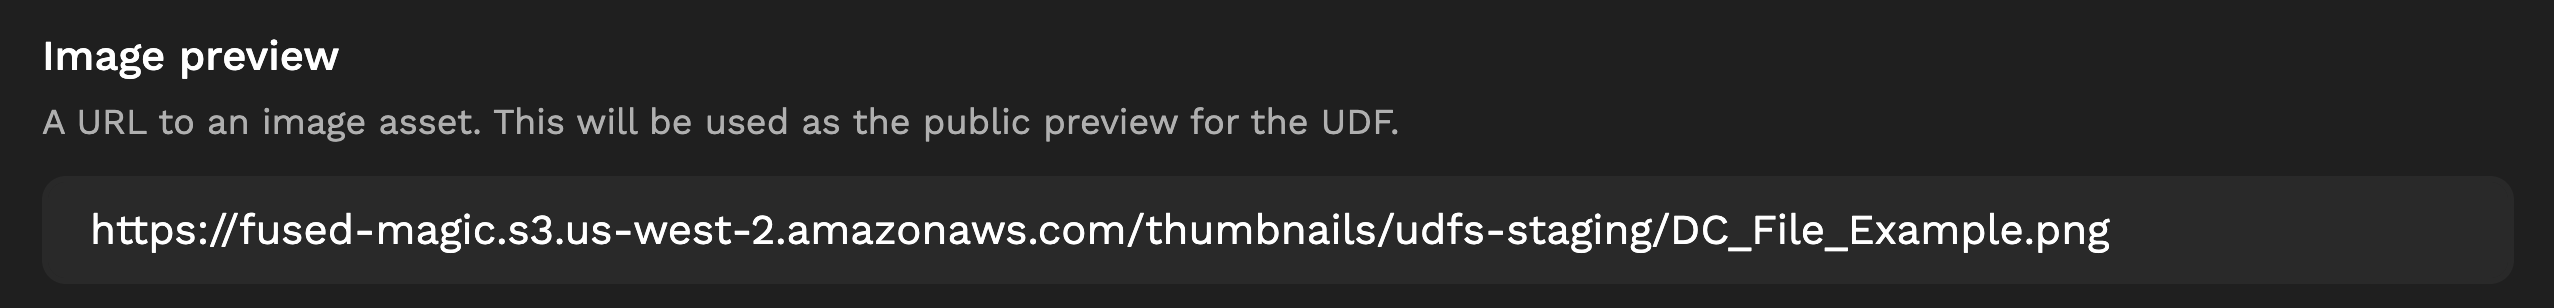 Image preview
A URL to an image asset. This will be used as the public preview for the UDF.
https://fused-magic.s3.us-west-2.amazonaws.com/thumbnails/udfs-staging/DC_File_Example.png